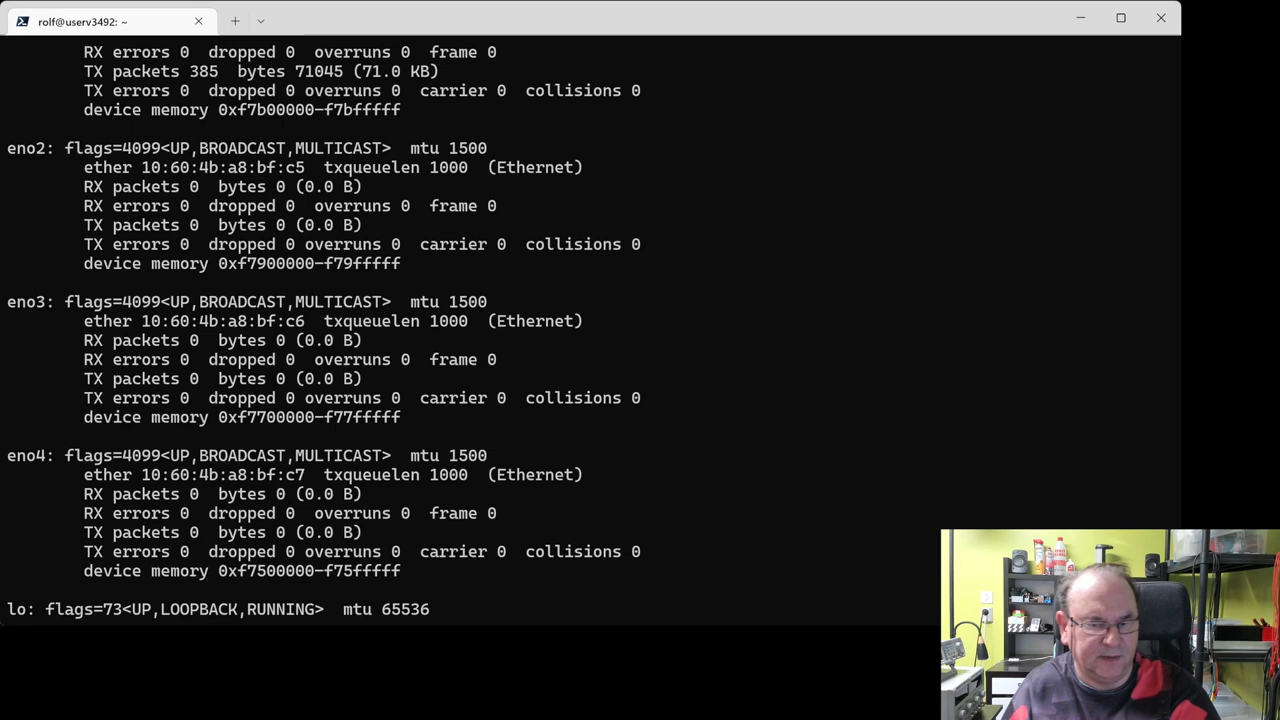 rolf@userv3492: ~
RX errors 0  dropped 0  overruns 0  frame 0
TX packets 385  bytes 71045 (71.0 KB)
TX errors 0  dropped 0 overruns 0  carrier 0  collisions 0
device memory 0xf7b00000-f7bfffff
eno2: flags=4099<UP,BROADCAST,MULTICAST>  mtu 1500
ether 10:60:4b:a8:bf:c5  txqueuelen 1000  (Ethernet)
RX packets 0  bytes 0 (0.0 B)
RX errors 0  dropped 0  overruns 0  frame 0
TX packets 0  bytes 0 (0.0 B)
TX errors 0  dropped 0 overruns 0  carrier 0  collisions 0
device memory 0xf7900000-f79fffff
eno3: flags=4099<UP,BROADCAST,MULTICAST>  mtu 1500
ether 10:60:4b:a8:bf:c6  txqueuelen 1000  (Ethernet)
RX packets 0  bytes 0 (0.0 B)
RX errors 0  dropped 0  overruns 0  frame 0
TX packets 0  bytes 0 (0.0 B)
TX errors 0  dropped 0 overruns 0  carrier 0  collisions 0
device memory 0xf7700000-f77fffff
eno4: flags=4099<UP,BROADCAST,MULTICAST>  mtu 1500
ether 10:60:4b:a8:bf:c7  txqueuelen 1000  (Ethernet)
RX packets 0  bytes 0 (0.0 B)
RX errors 0  dropped 0  overruns 0  frame 0
TX packets 0  bytes 0 (0.0 B)
TX errors 0  dropped 0 overruns 0  carrier 0  collisions 0
device memory 0xf7500000-f75fffff
lo: flags=73<UP,LOOPBACK,RUNNING>  mtu 65536